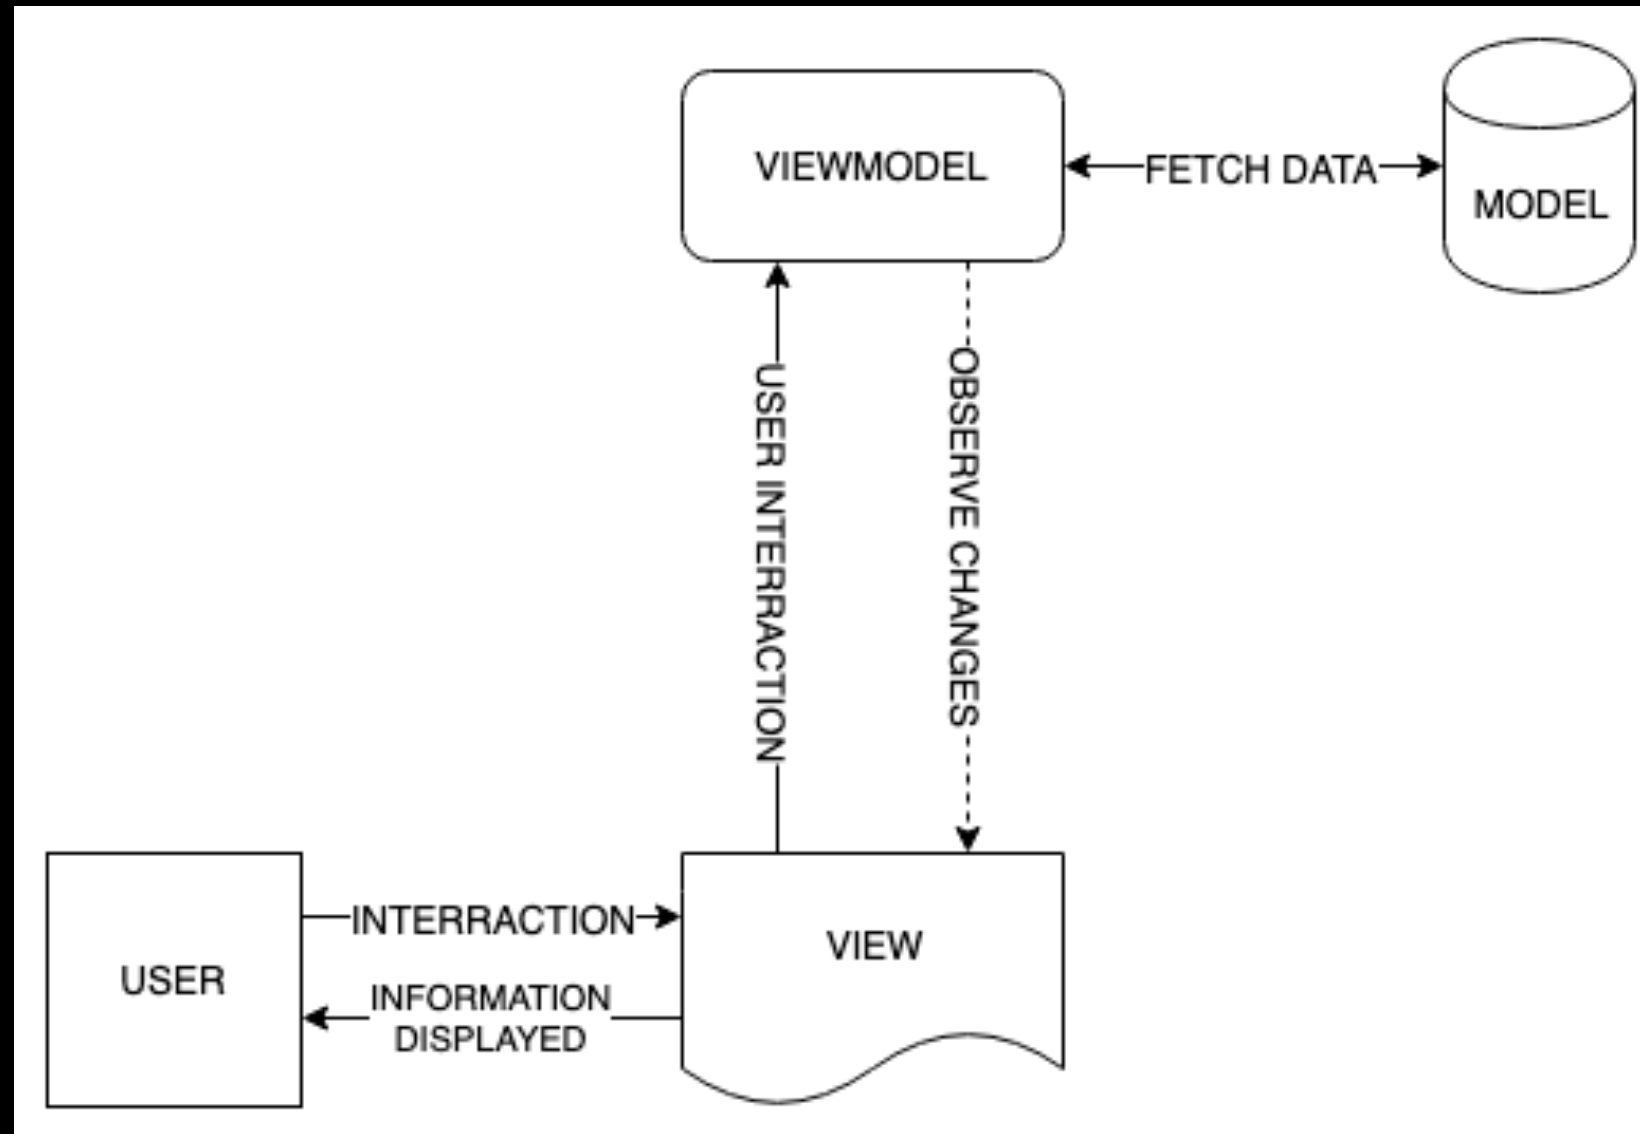 VIEWMODEL
FETCH DATA
MODEL
USER INTERRACTION
OBSERVE CHANGES
USER
INTERRACTION
INFORMATION
DISPLAYED
VIEW